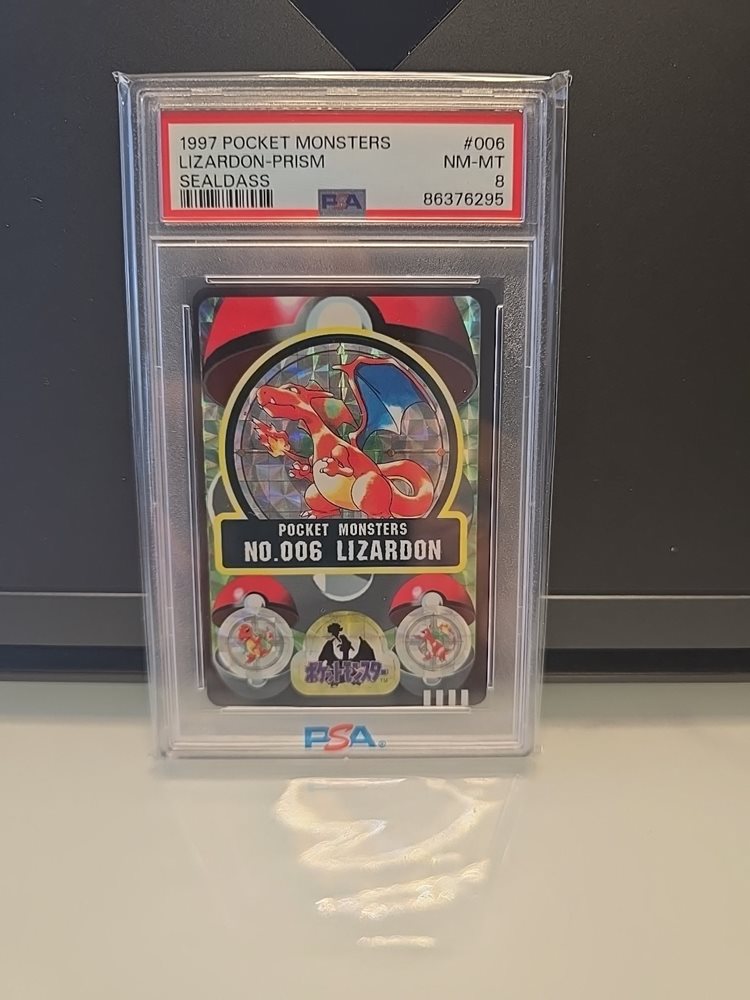 1997 POCKET MONSTERS #006
LIZARDON-PRISM NM-MT
SEALDASS 8
PSA 86376295
POCKET MONSTERS
NO.006 LIZARDON
ポケットモンスター TM
PSA®